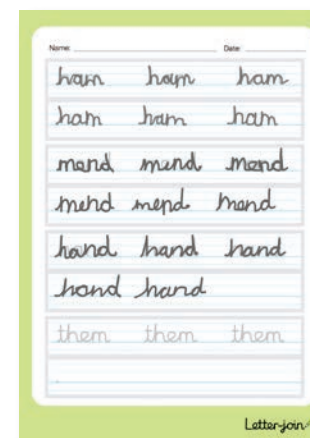 Name: Date:
ham ham ham
ham ham ham
mend mend mend
mend mend mend
hand hand hand
hand hand
them them them
Letter-join